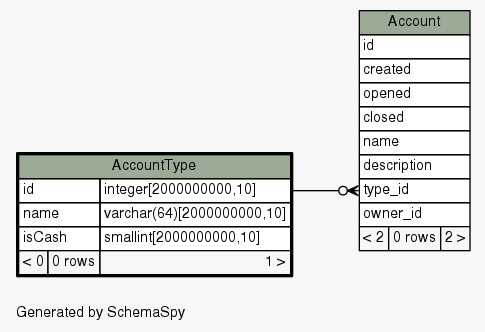 Account
id
created
opened
closed
name
description
type_id
owner_id
< 2 0 rows 2 >
AccountType
id integer[2000000000,10]
name varchar(64)[2000000000,10]
isCash smallint[2000000000,10]
< 0 0 rows 1 >
Generated by SchemaSpy